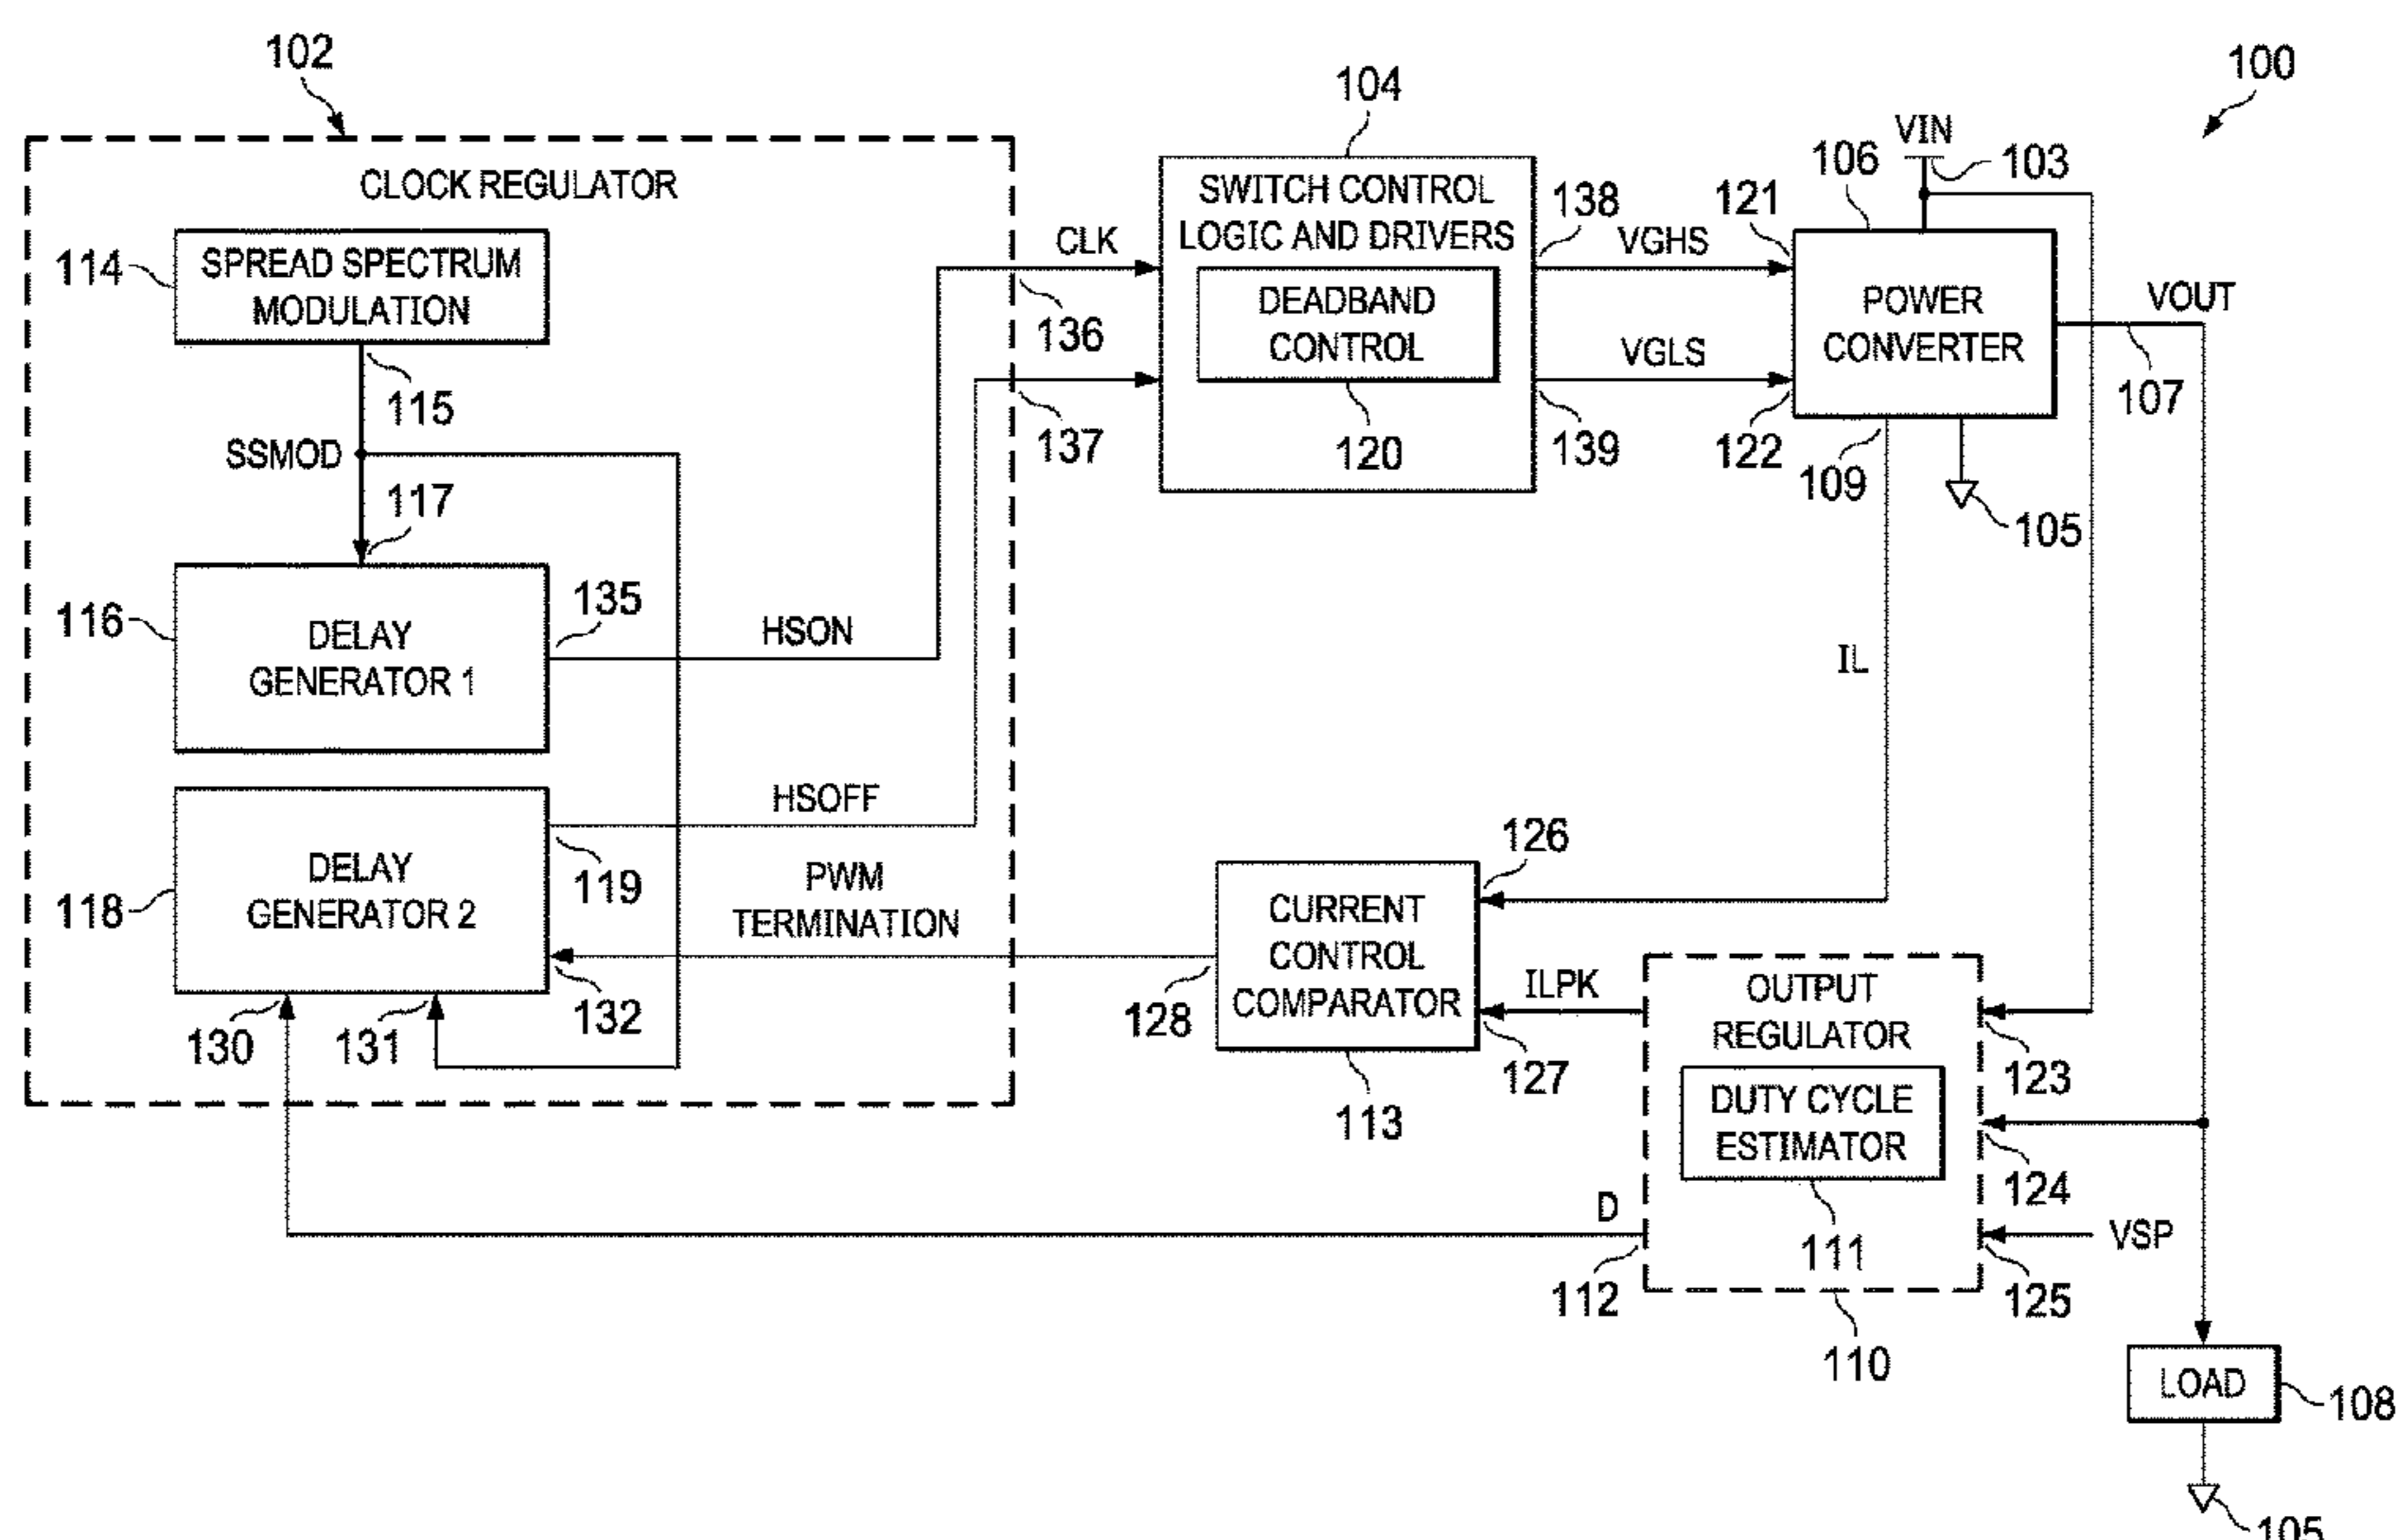 102
104
100
VIN
103
106
CLOCK REGULATOR
SWITCH CONTROL
LOGIC AND DRIVERS
138
121
114
SPREAD SPECTRUM
MODULATION
CLK
136
VGHS
DEADBAND
CONTROL
POWER
CONVERTER
VOUT
107
VGLS
115
137
120
139
122
109
SSMOD
117
105
116
DELAY
GENERATOR 1
135
HSON
IL
118
DELAY
GENERATOR 2
HSOFF
119
PWM
TERMINATION
126
CURRENT
CONTROL
COMPARATOR
ILPK
OUTPUT
REGULATOR
130
131
132
128
127
123
113
DUTY CYCLE
ESTIMATOR
124
D
111
VSP
112
125
110
LOAD
108
105